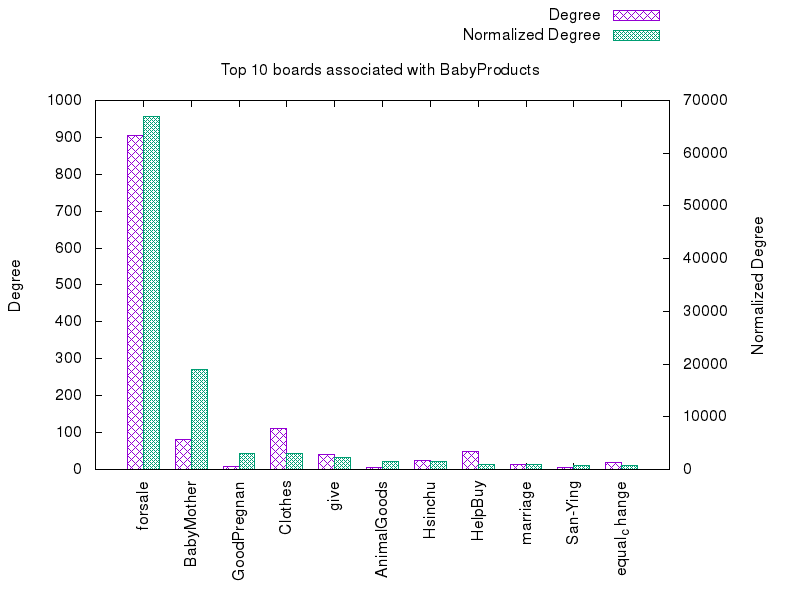 Degree
Normalized Degree
Top 10 boards associated with BabyProducts
1000
900
800
700
600
500
400
300
200
100
0
70000
60000
50000
40000
30000
20000
10000
0
Degree
Normalized Degree
forsale
BabyMother
GoodPregnan
Clothes
give
AnimalGoods
Hsinchu
HelpBuy
marriage
San-Ying
equal_change